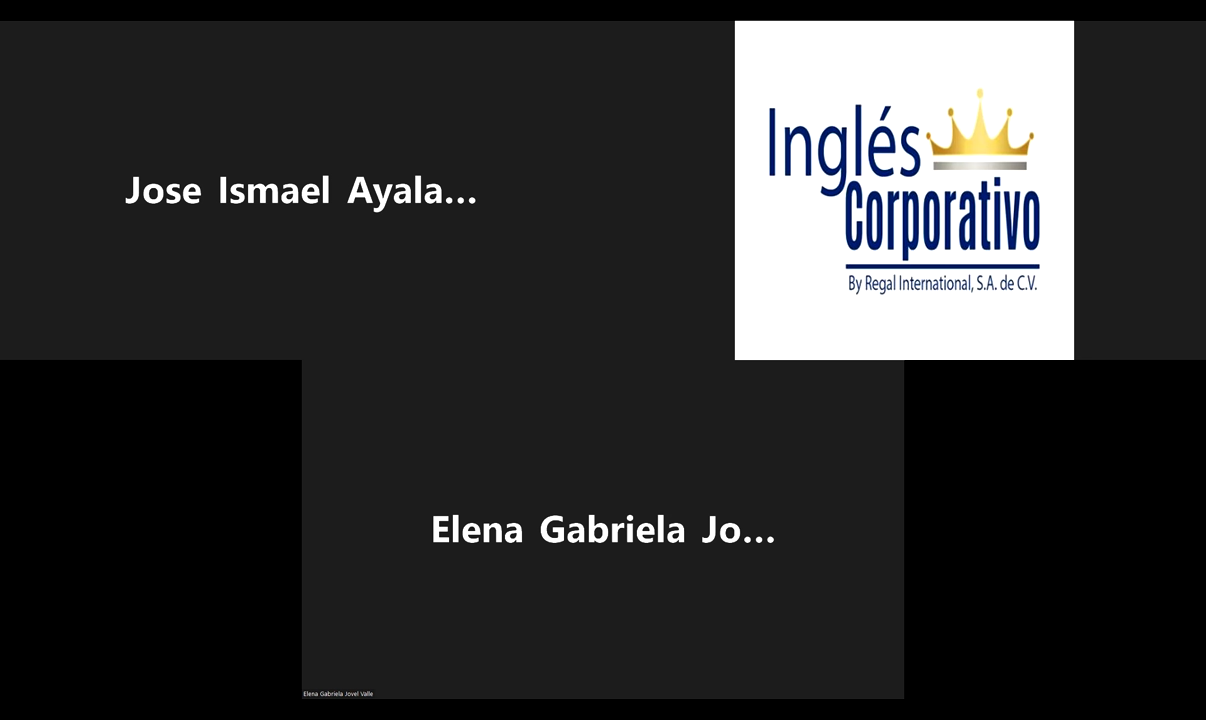 Jose Ismael Ayala...
Inglés
Corporativo
By Regal International, S.A. de C.V.
Elena Gabriela Jo...
Elena Gabriela Jovel Valle